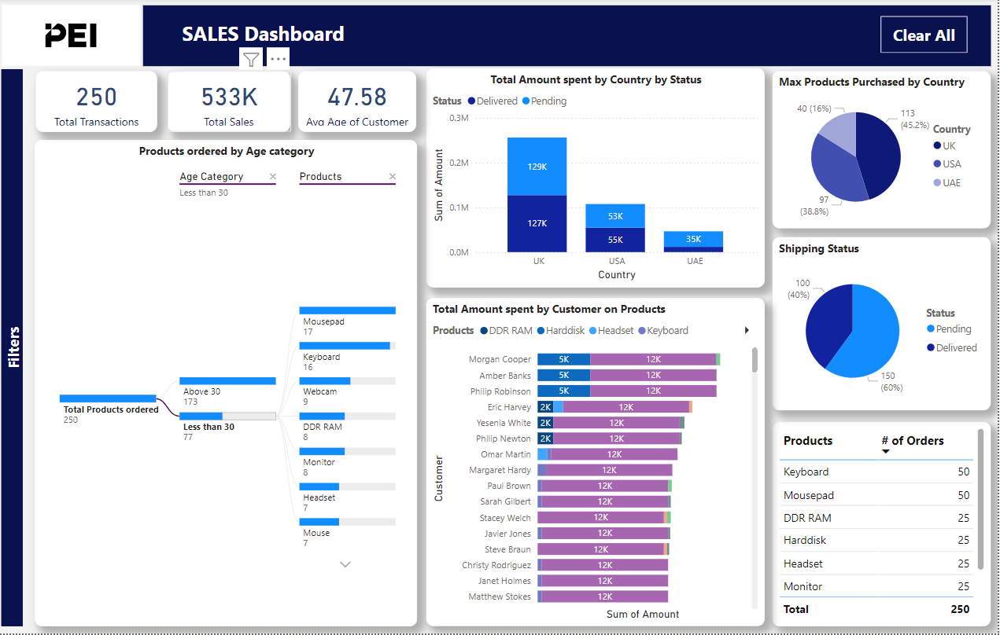 PEI
SALES Dashboard
Clear All
Filters
250
Total Transactions
533K
Total Sales
47.58
Avg Age of Customer
Products ordered by Age category
Age Category
Products
Less than 30
Total Products ordered
250
Above 30
173
Less than 30
77
Mousepad
17
Keyboard
16
Webcam
9
DDR RAM
8
Monitor
8
Headset
7
Mouse
7
Total Amount spent by Country by Status
Status Delivered Pending
Sum of Amount
0.3M
0.2M
0.1M
0.0M
129K
127K
53K
55K
35K
UK USA UAE
Country
Total Amount spent by Customer on Products
Products DDR RAM Harddisk Headset Keyboard
Customer
Morgan Cooper 5K 12K
Amber Banks 5K 12K
Philip Robinson 5K 12K
Eric Harvey 2K 12K
Yesenia White 2K 12K
Philip Newton 2K 12K
Omar Martin 12K
Margaret Hardy 12K
Paul Brown 12K
Sarah Gilbert 12K
Stacey Welch 12K
Javier Jones 12K
Steve Braun 12K
Christy Rodriguez 12K
Janet Holmes 12K
Matthew Stokes 12K
Sum of Amount
Max Products Purchased by Country
40 (16%)
113
(45.2%)
97
(38.8%)
Country
UK
USA
UAE
Shipping Status
100
(40%)
150
(60%)
Status
Pending
Delivered
Products # of Orders
Keyboard 50
Mousepad 50
DDR RAM 25
Harddisk 25
Headset 25
Monitor 25
Total 250